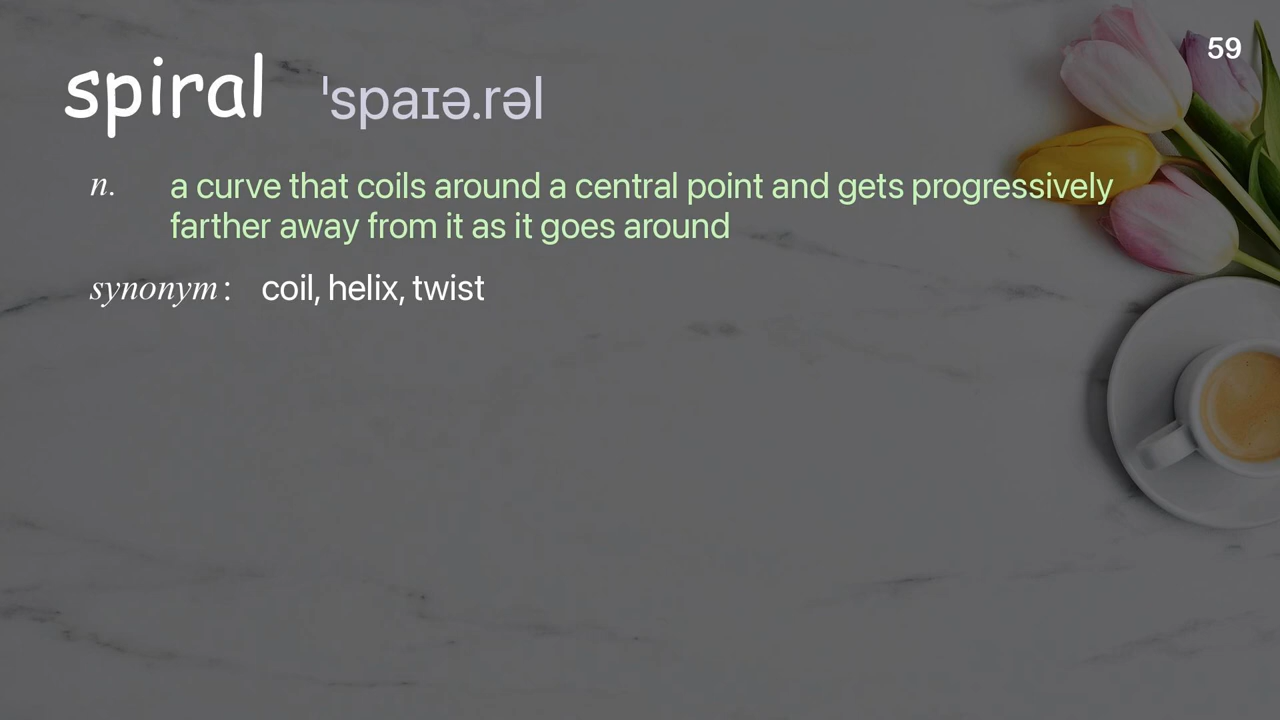 59
spiral ˈspaɪə.rəl
n. a curve that coils around a central point and gets progressively
farther away from it as it goes around
synonym: coil, helix, twist